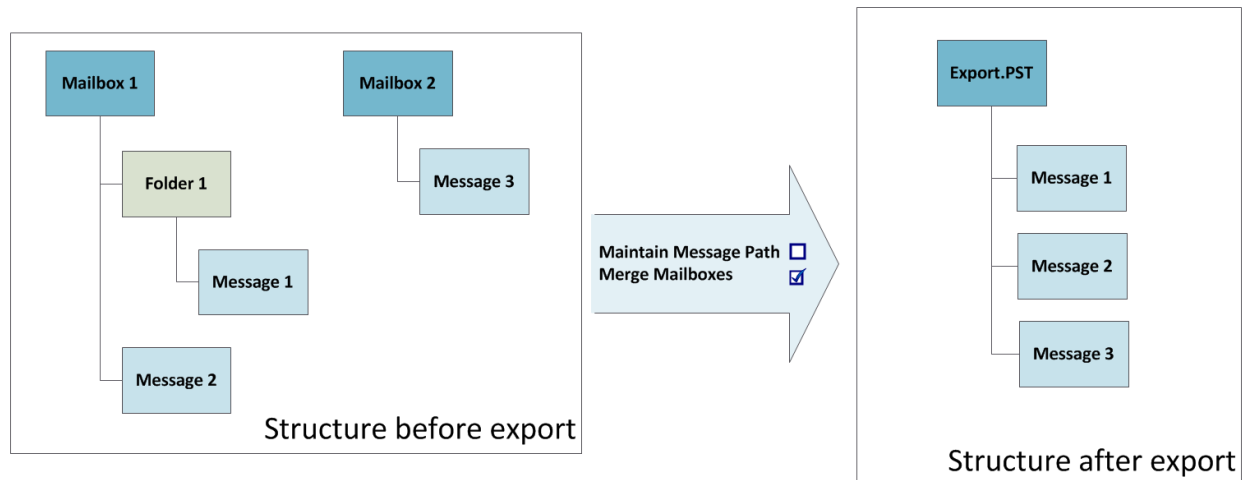 Mailbox 1
Mailbox 2
Folder 1
Message 3
Message 1
Message 2
Structure before export
Maintain Message Path
Merge Mailboxes
Export.PST
Message 1
Message 2
Message 3
Structure after export